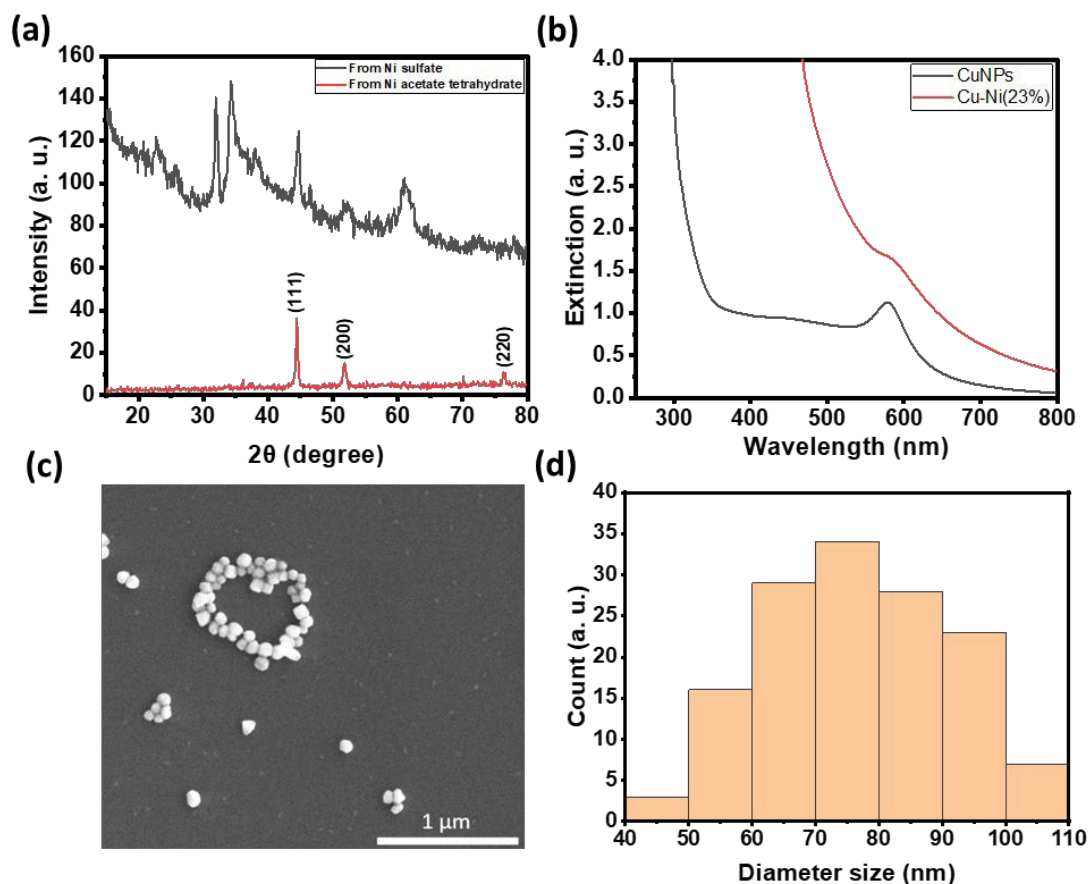 (a)
160
140
120
100
80
60
40
20
0
Intensity (a. u.)
From Ni sulfate
From Ni acetate tetrahydrate
(111)
(200)
(220)
20 30 40 50 60 70 80
2θ (degree)
(b)
4.0
3.5
3.0
2.5
2.0
1.5
1.0
0.5
0.0
Extinction (a. u.)
CuNPs
Cu-Ni(23%)
300 400 500 600 700 800
Wavelength (nm)
(c)
1 μm
(d)
40
35
30
25
20
15
10
5
0
Count (a. u.)
40 50 60 70 80 90 100 110
Diameter size (nm)